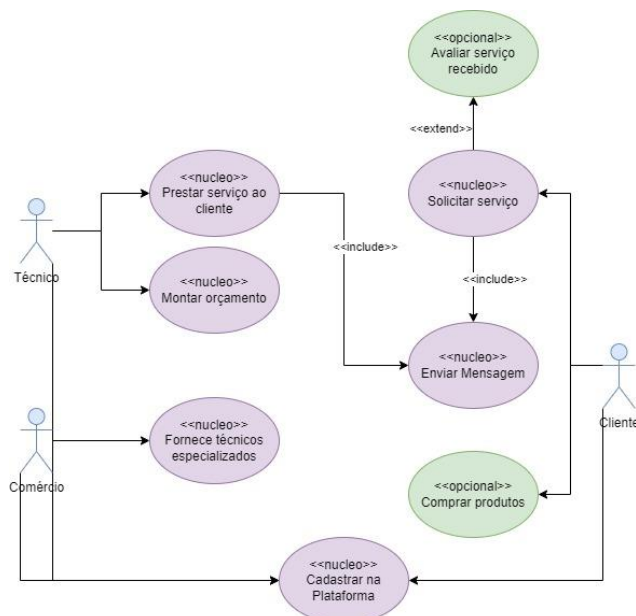 <<opcional>>
Avaliar serviço
recebido
<<extend>>
<<nucleo>>
Prestar serviço ao
cliente
<<nucleo>>
Solicitar serviço
<<include>>
Técnico
<<nucleo>>
Montar orçamento
<<include>>
<<nucleo>>
Enviar Mensagem
Cliente
<<nucleo>>
Fornece técnicos
especializados
Comércio
<<opcional>>
Comprar produtos
<<nucleo>>
Cadastrar na
Plataforma